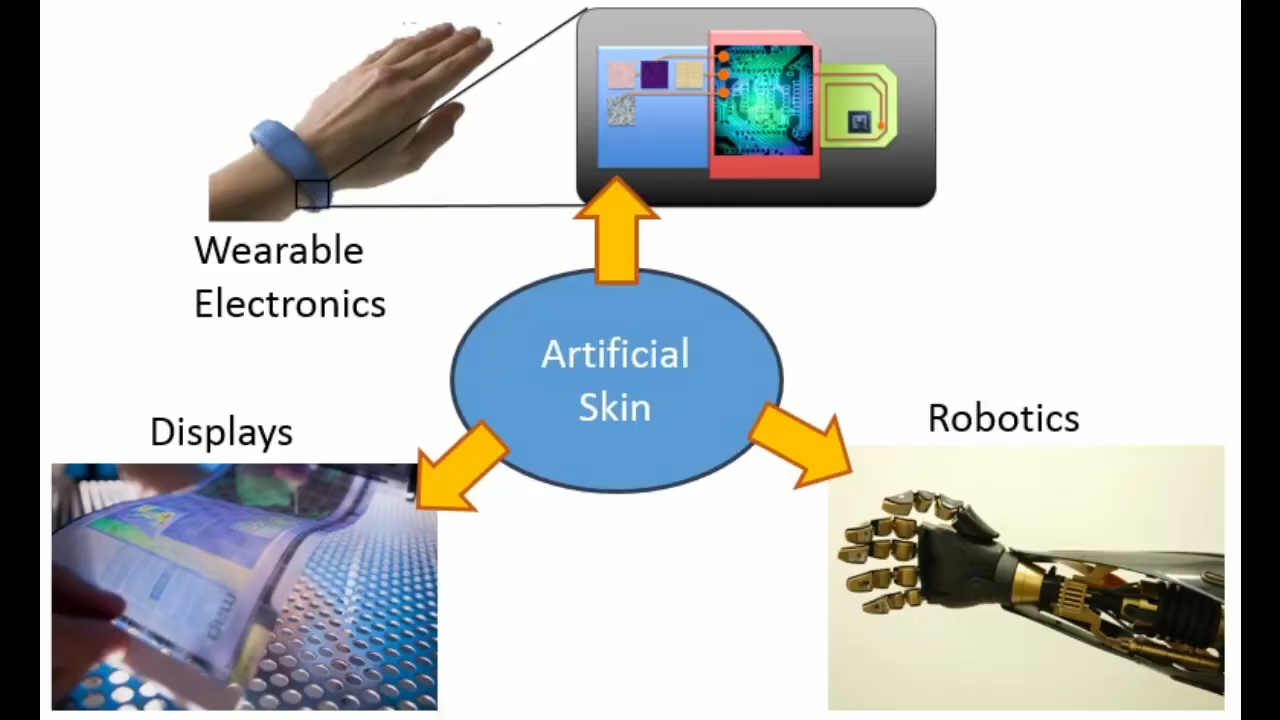 Wearable
Electronics
Artificial
Skin
Displays
Robotics